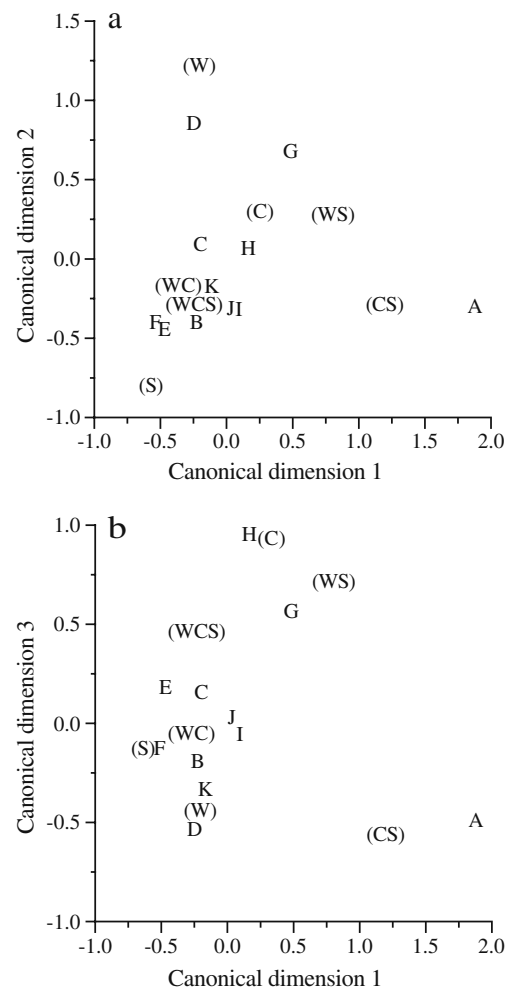 a
1.5
(W)
1.0
D
G
0.5
(C)
(WS)
C
H
0.0
(WC) K
(WCS)
JI
(CS)
A
F
E
B
-0.5
(S)
-1.0
-1.0 -0.5 0.0 0.5 1.0 1.5 2.0
Canonical dimension 1
Canonical dimension 2
b
1.0
H(C)
(WS)
G
0.5
(WCS)
E
C
J
0.0
(WC)
I
(S)F
B
K
(W)
D
-0.5
(CS)
A
-1.0
-1.0 -0.5 0.0 0.5 1.0 1.5 2.0
Canonical dimension 1
Canonical dimension 3